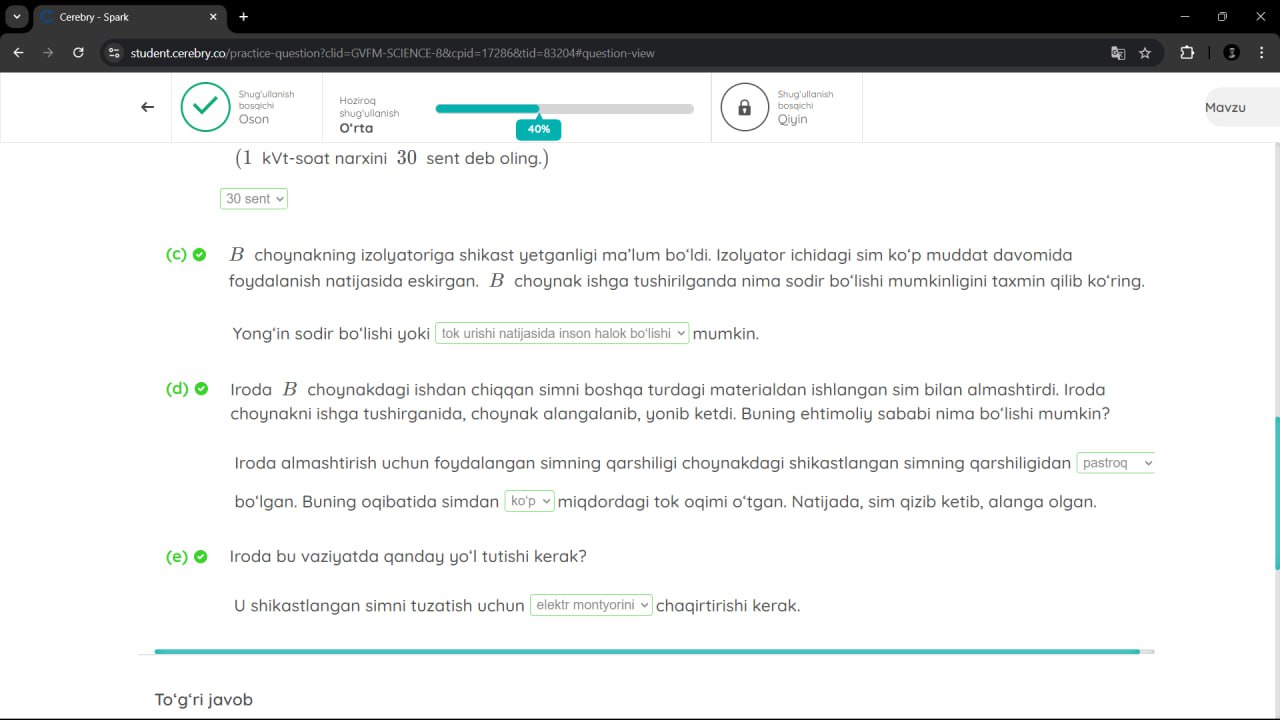 Cerebry - Spark
student.cerebry.co/practice-question?clid=GVFM-SCIENCE-8&cpid=17286&tid=83204#question-view
Shug'ullanish
bosqichi
Oson
Hoziroq
shug'ullanish
O'rta
40%
Shug'ullanish
bosqichi
Qiyin
Mavzu
(1 kVt-soat narxini 30 sent deb oling.)
30 sent
(c) B choynakning izolyatoriga shikast yetganligi ma'lum bo'ldi. Izolyator ichidagi sim ko'p muddat davomida
foydalanish natijasida eskirgan. B choynak ishga tushirilganda nima sodir bo'lishi mumkinligini taxmin qilib ko'ring.
Yong'in sodir bo'lishi yoki tok urishi natijasida inson halok bo'lishi mumkin.
(d) Iroda B choynakdagi ishdan chiqqan simni boshqa turdagi materialdan ishlangan sim bilan almashtirdi. Iroda
choynakni ishga tushirganida, choynak alangalanib, yonib ketdi. Buning ehtimoliy sababi nima bo'lishi mumkin?
Iroda almashtirish uchun foydalangan simning qarshiligi choynakdagi shikastlangan simning qarshiligidan pastroq
bo'lgan. Buning oqibatida simdan ko'p miqdordagi tok oqimi o'tgan. Natijada, sim qizib ketib, alanga olgan.
(e) Iroda bu vaziyatda qanday yo'l tutishi kerak?
U shikastlangan simni tuzatish uchun elektr montyorini chaqirtirishi kerak.
To'g'ri javob